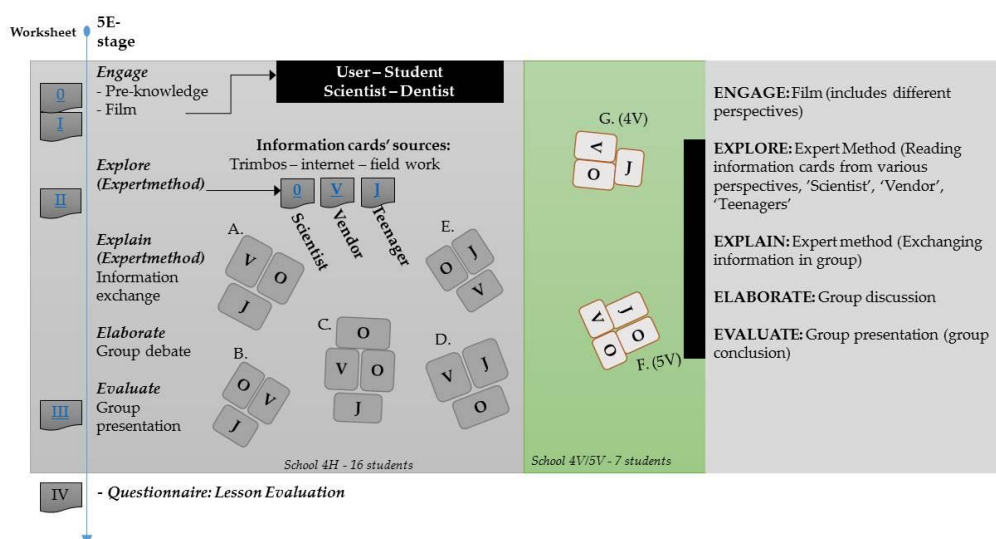 Worksheet
5E-
stage
0
I
Engage
- Pre-knowledge
- Film
User – Student
Scientist – Dentist
Information cards' sources:
Trimbos – internet – field work
II
Explore
(Expertmethod)
0
V
J
Scientist
Vendor
Teenager
Explain
(Expertmethod)
Information
exchange
Elaborate
Group debate
III
Evaluate
Group
presentation
A.
V
O
J
B.
O
V
J
C.
O
V
O
J
D.
V
J
O
E.
O
J
V
School 4H - 16 students
G. (4V)
V
J
O
V
J
O
O
F. (5V)
School 4V/5V - 7 students
ENGAGE: Film (includes different
perspectives)
EXPLORE: Expert Method (Reading
information cards from various
perspectives, 'Scientist', 'Vendor',
'Teenagers'
EXPLAIN: Expert method (Exchanging
information in group)
ELABORATE: Group discussion
EVALUATE: Group presentation (group
conclusion)
IV
- Questionnaire: Lesson Evaluation